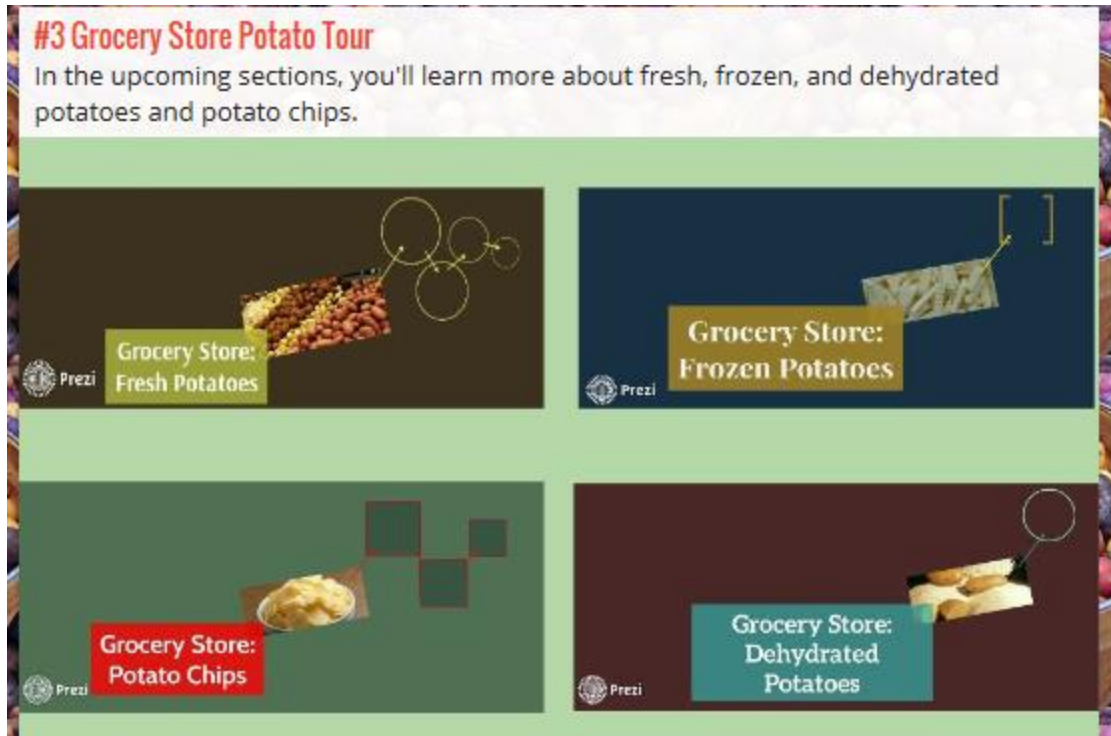 #3 Grocery Store Potato Tour
In the upcoming sections, you'll learn more about fresh, frozen, and dehydrated
potatoes and potato chips.
Grocery Store:
Fresh Potatoes
Prezi
Grocery Store:
Frozen Potatoes
Prezi
Grocery Store:
Potato Chips
Prezi
Grocery Store:
Dehydrated
Potatoes
Prezi